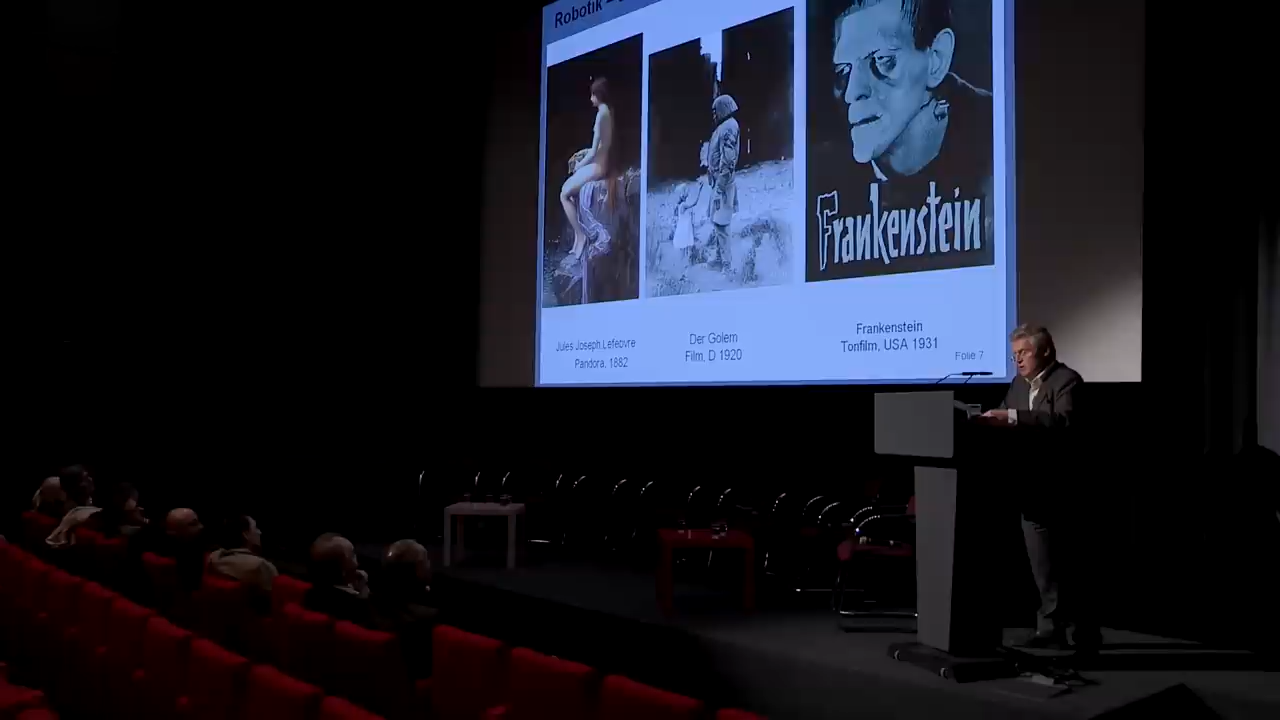 Robotik –
Frankenstein
Jules Joseph Lefebvre
Pandora, 1882
Der Golem
Film, D 1920
Frankenstein
Tonfilm, USA 1931
Folie 7